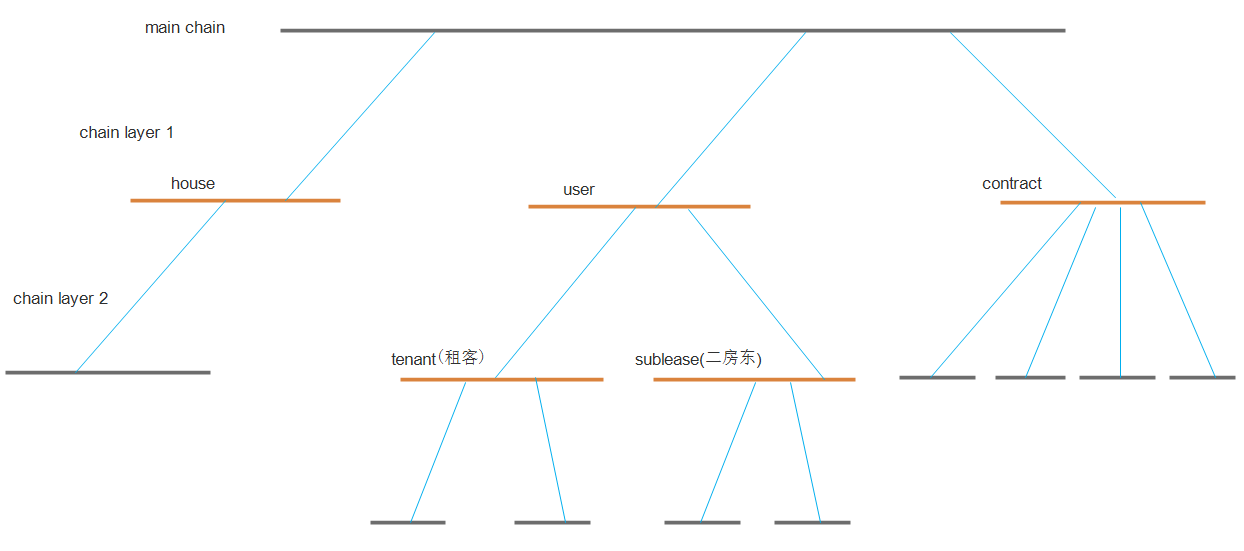 main chain
chain layer 1
house
user
contract
chain layer 2
tenant（租客）
sublease(二房东)